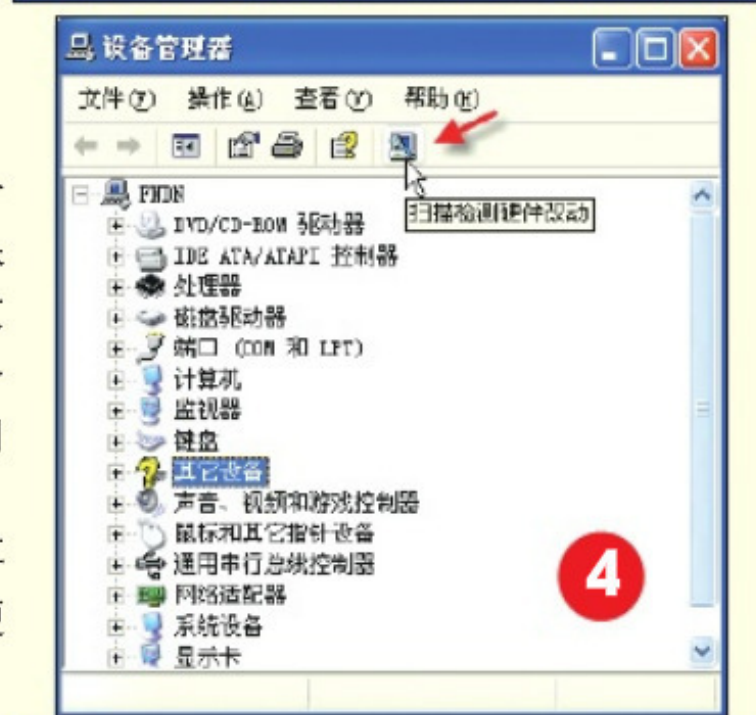 设备管理器
文件(F) 操作(A) 查看(V) 帮助(H)
FHDN
扫描检测硬件改动
DVD/CD-ROM 驱动器
IDE ATA/ATAPI 控制器
处理器
磁盘驱动器
端口 (COM 和 LPT)
计算机
监视器
键盘
其它设备
声音、视频和游戏控制器
鼠标和其它指针设备
通用串行总线控制器
网络适配器
系统设备
显示卡
4